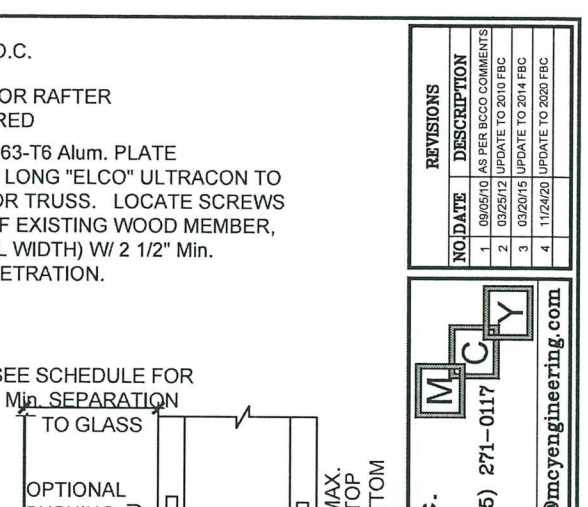 O.C.
OR RAFTER
RED
63-T6 Alum. PLATE
LONG "ELCO" ULTRACON TO
OR TRUSS. LOCATE SCREWS
F EXISTING WOOD MEMBER,
L WIDTH) W/ 2 1/2" Min.
ETRATION.
SEE SCHEDULE FOR
Min. SEPARATION
TO GLASS
OPTIONAL
MAX.
TOP
TTOM
REVISIONS
NO. DATE DESCRIPTION
1 09/05/10 AS PER BCCO COMMENTS
2 03/25/12 UPDATE TO 2010 FBC
3 03/20/15 UPDATE TO 2014 FBC
4 11/24/20 UPDATE TO 2020 FBC
M C Y
5) 271-0117
@mcyengineering.com